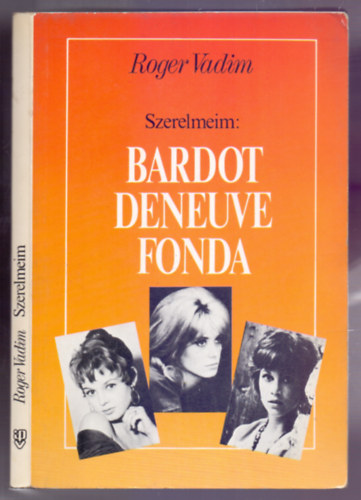 Roger Vadim
Szerelmeim:
BARDOT
DENEUVE
FONDA
Roger Vadim Szerelmeim